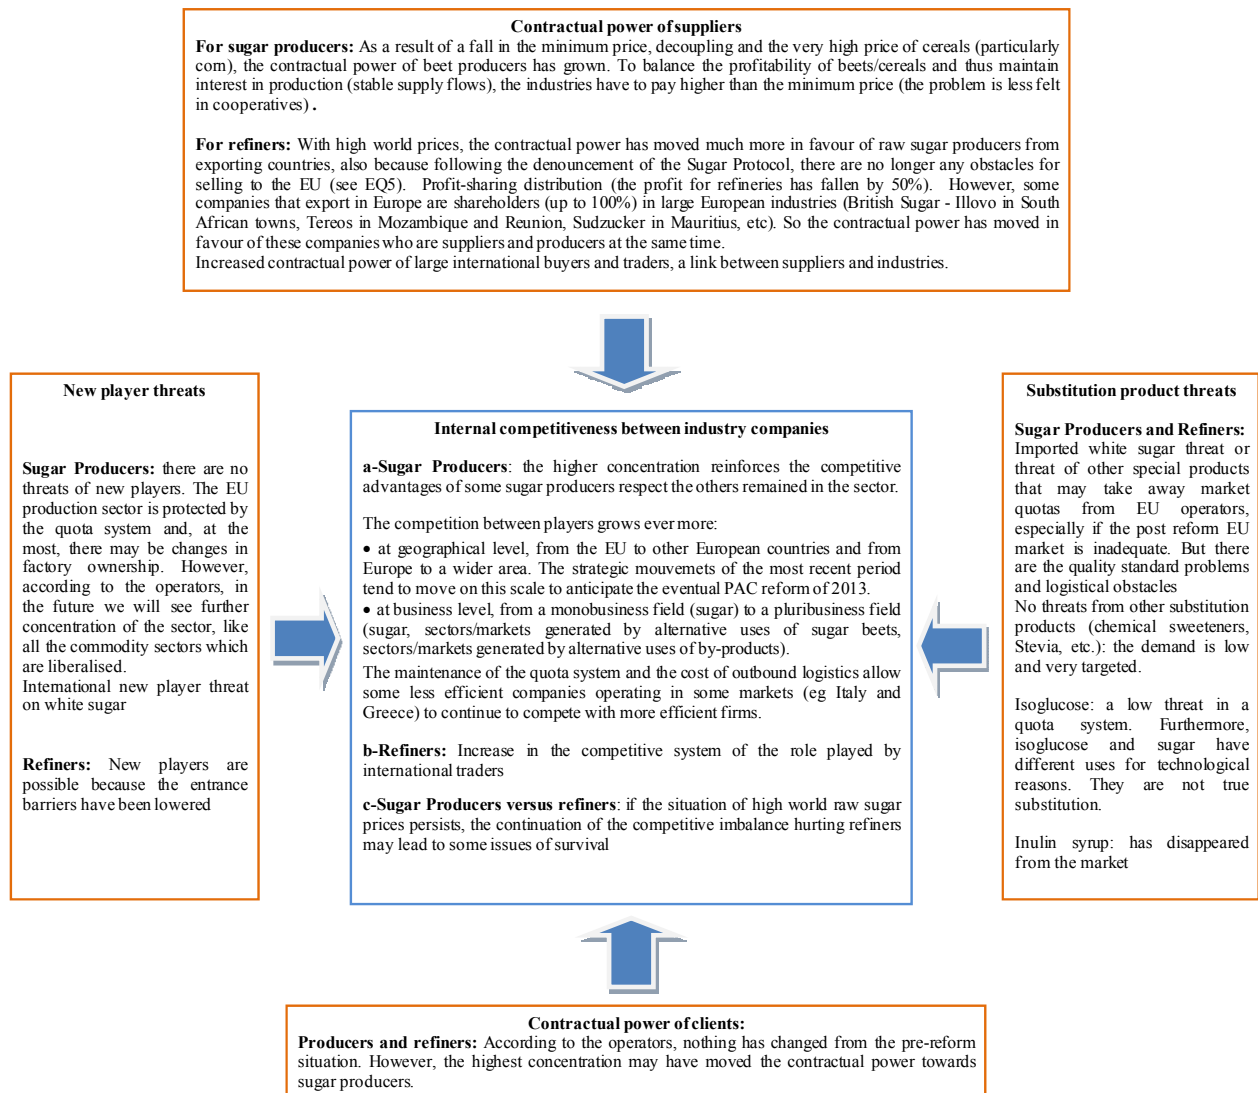 Contractual power of suppliers
For sugar producers: As a result of a fall in the minimum price, decoupling and the very high price of cereals (particularly
corn), the contractual power of beet producers has grown. To balance the profitability of beets/cereals and thus maintain
interest in production (stable supply flows), the industries have to pay higher than the minimum price (the problem is less felt
in cooperatives) .
For refiners: With high world prices, the contractual power has moved much more in favour of raw sugar producers from
exporting countries, also because following the denouncement of the Sugar Protocol, there are no longer any obstacles for
selling to the EU (see EQ5). Profit-sharing distribution (the profit for refineries has fallen by 50%). However, some
companies that export in Europe are shareholders (up to 100%) in large European industries (British Sugar - Illovo in South
African towns, Tereos in Mozambique and Reunion, Sudzucker in Mauritius, etc). So the contractual power has moved in
favour of these companies who are suppliers and producers at the same time.
Increased contractual power of large international buyers and traders, a link between suppliers and industries.
New player threats
Sugar Producers: there are no
threats of new players. The EU
production sector is protected by
the quota system and, at the
most, there may be changes in
factory ownership. However,
according to the operators, in
the future we will see further
concentration of the sector, like
all the commodity sectors which
are liberalised.
International new player threat
on white sugar
Refiners: New players are
possible because the entrance
barriers have been lowered
Internal competitiveness between industry companies
a-Sugar Producers: the higher concentration reinforces the competitive
advantages of some sugar producers respect the others remained in the sector.
The competition between players grows ever more:
• at geographical level, from the EU to other European countries and from
Europe to a wider area. The strategic mouvemets of the most recent period
tend to move on this scale to anticipate the eventual PAC reform of 2013.
• at business level, from a monobusiness field (sugar) to a pluribusiness field
(sugar, sectors/markets generated by alternative uses of sugar beets,
sectors/markets generated by alternative uses of by-products).
The maintenance of the quota system and the cost of outbound logistics allow
some less efficient companies operating in some markets (eg Italy and
Greece) to continue to compete with more efficient firms.
b-Refiners: Increase in the competitive system of the role played by
international traders
c-Sugar Producers versus refiners: if the situation of high world raw sugar
prices persists, the continuation of the competitive imbalance hurting refiners
may lead to some issues of survival
Substitution product threats
Sugar Producers and Refiners:
Imported white sugar threat or
threat of other special products
that may take away market
quotas from EU operators,
especially if the post reform EU
market is inadequate. But there
are the quality standard problems
and logistical obstacles
No threats from other substitution
products (chemical sweeteners,
Stevia, etc.): the demand is low
and very targeted.
Isoglucose: a low threat in a
quota system. Furthermore,
isoglucose and sugar have
different uses for technological
reasons. They are not true
substitution.
Inulin syrup: has disappeared
from the market
Contractual power of clients:
Producers and refiners: According to the operators, nothing has changed from the pre-reform
situation. However, the highest concentration may have moved the contractual power towards
sugar producers.